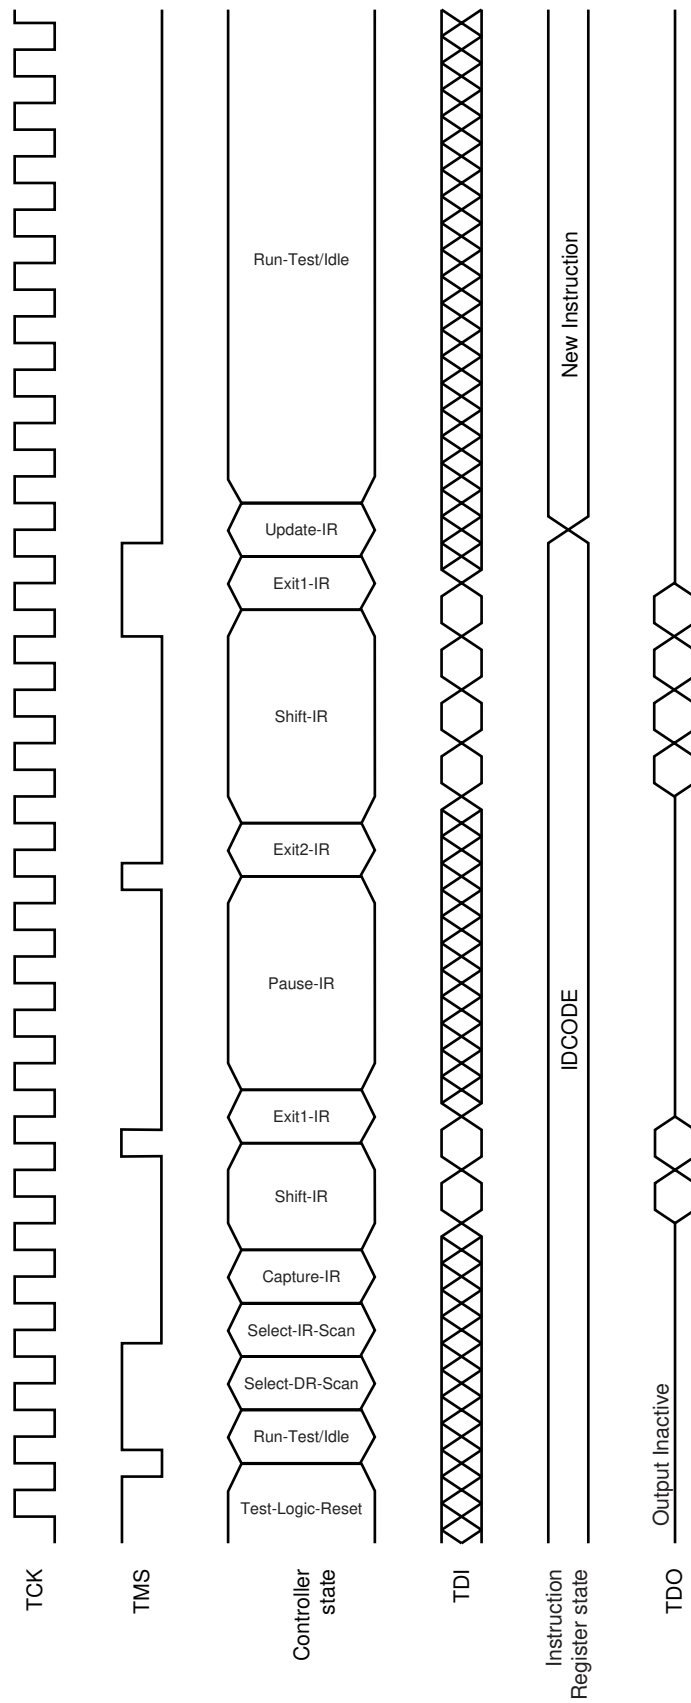 TCK
TMS
Controller
state
Test-Logic-Reset
Run-Test/Idle
Select-DR-Scan
Select-IR-Scan
Capture-IR
Shift-IR
Exit1-IR
Pause-IR
Exit2-IR
Shift-IR
Exit1-IR
Update-IR
Run-Test/Idle
TDI
Instruction
Register state
IDCODE
New Instruction
TDO
Output Inactive